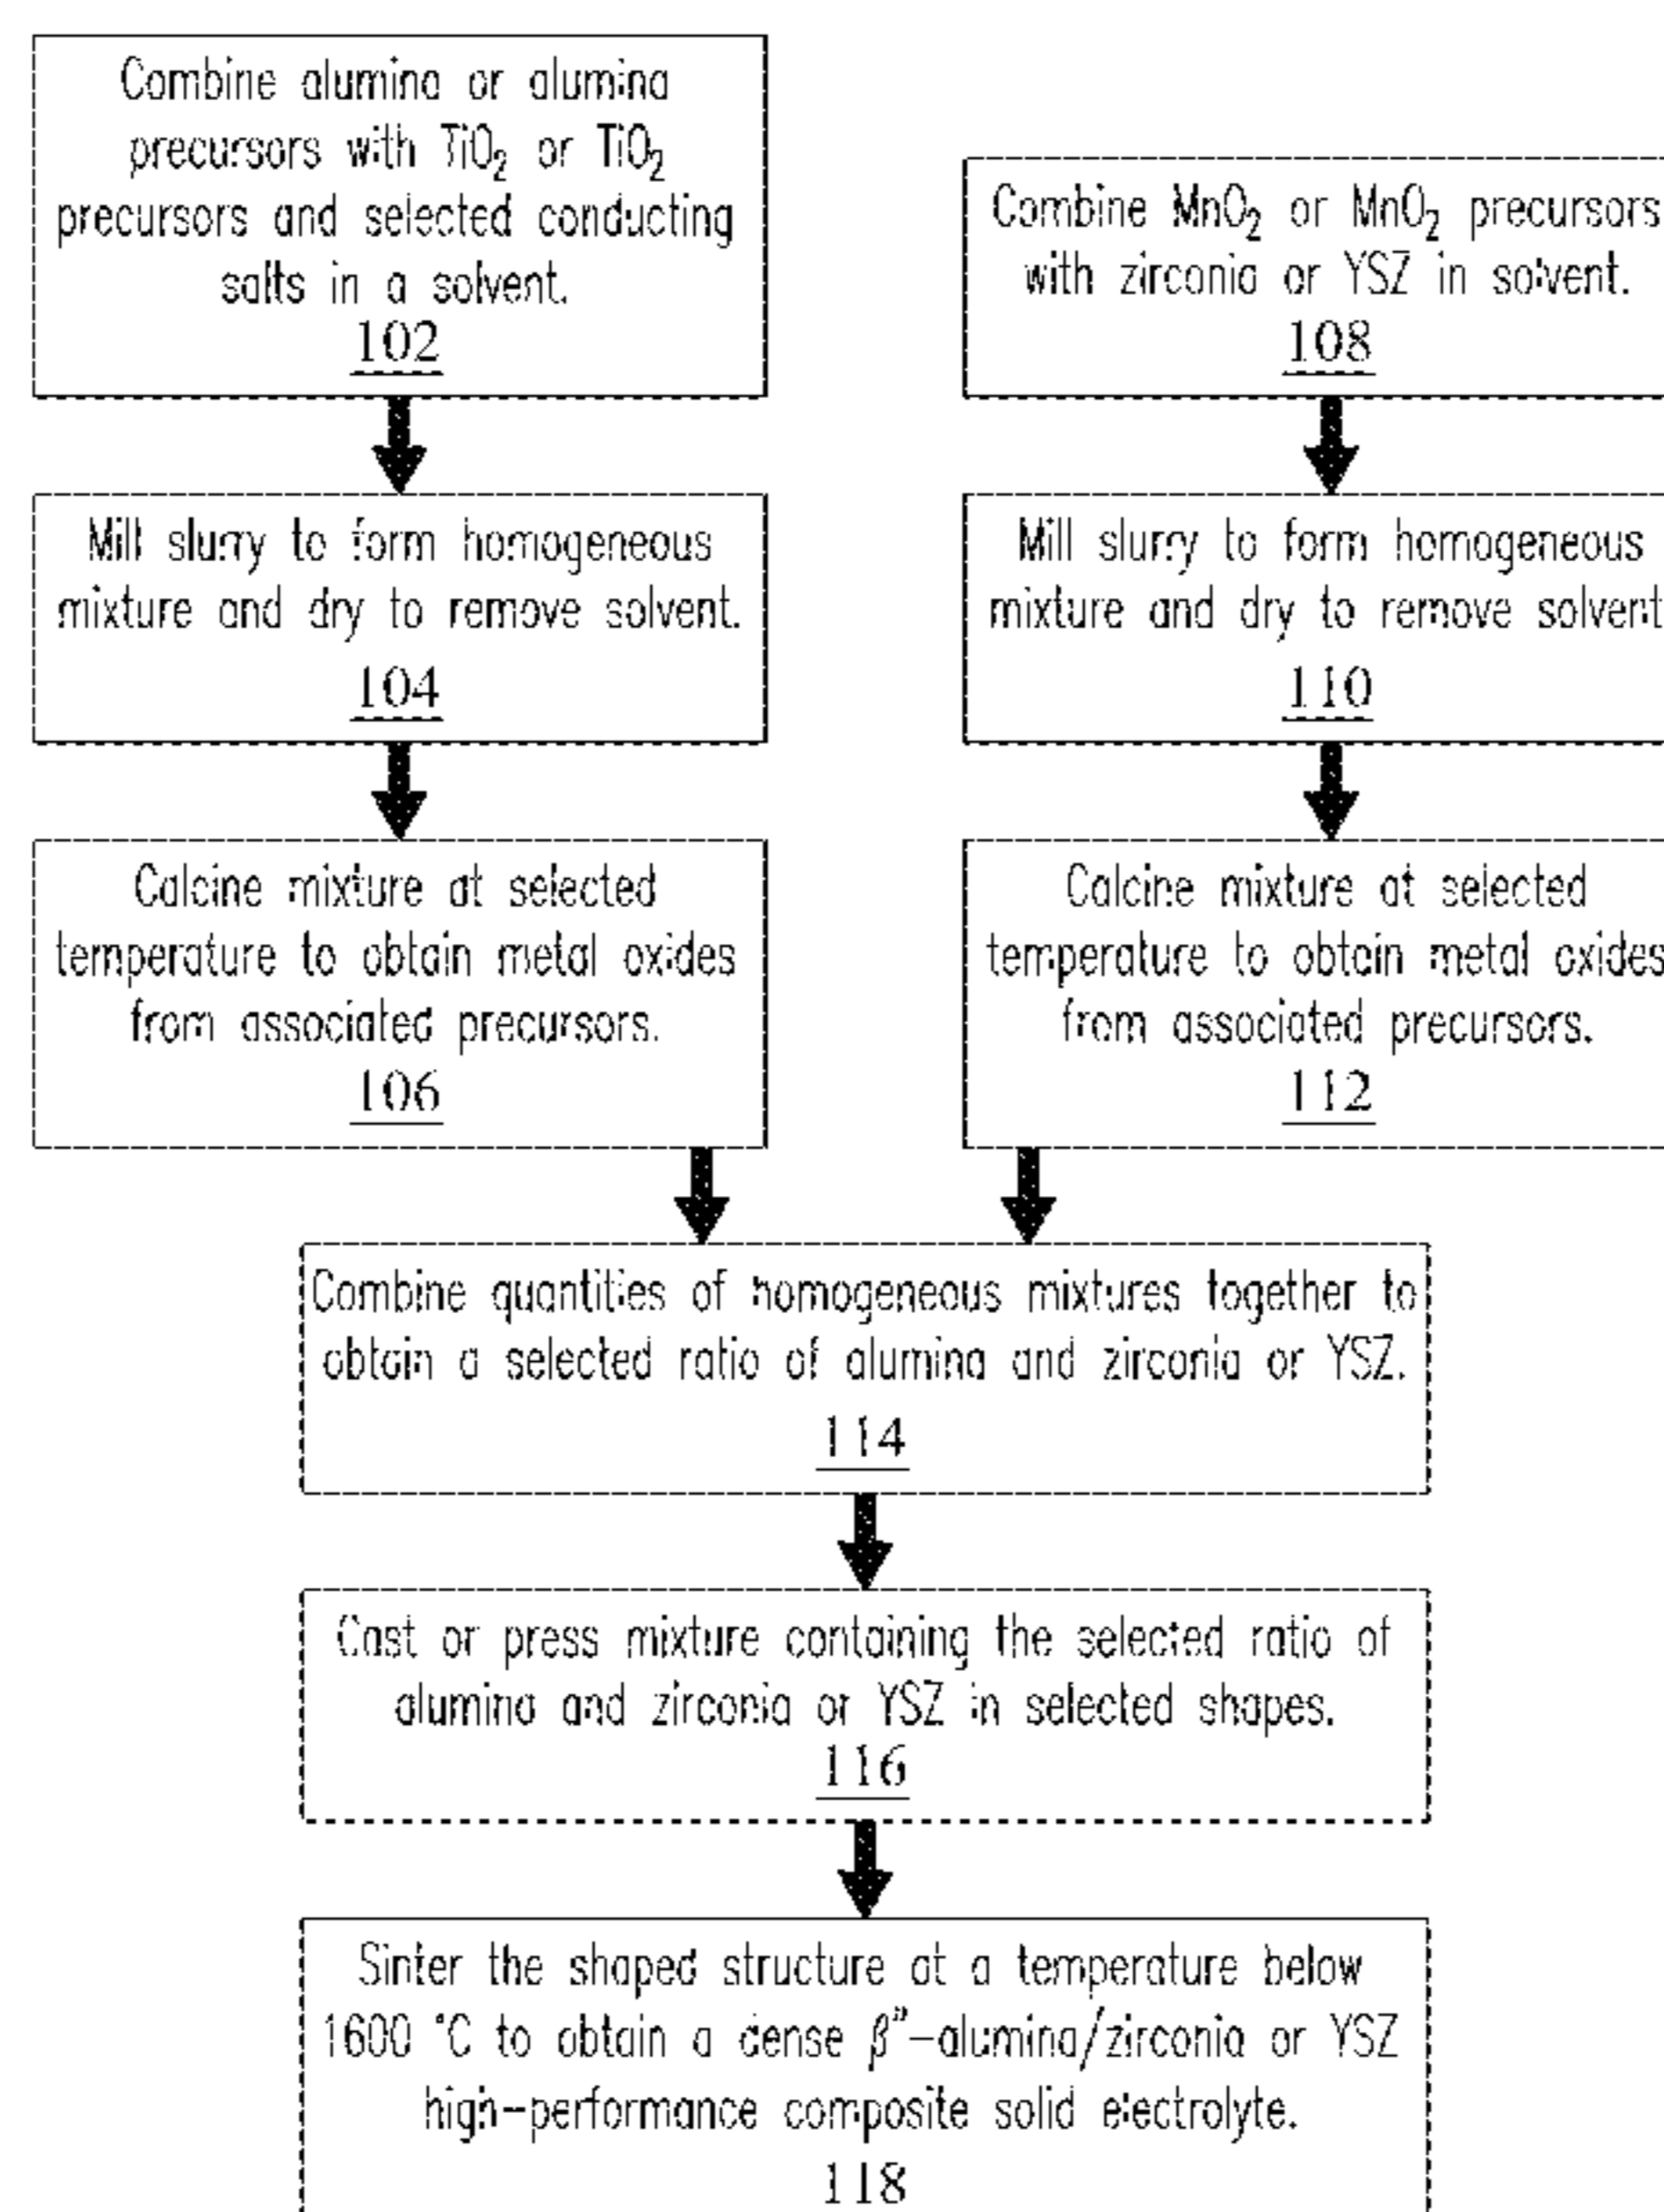 Combine alumina or alumina
precursors with TiO₂ or TiO₂
precursors and selected conducting
salts in a solvent.
102
Mill slurry to form homogeneous
mixture and dry to remove solvent.
104
Calcine mixture at selected
temperature to obtain metal oxides
from associated precursors.
106
Combine MnO₂ or MnO₂ precursors
with zirconia or YSZ in solvent.
108
Mill slurry to form homogeneous
mixture and dry to remove solvent
110
Calcine mixture at selected
temperature to obtain metal oxides
from associated precursors.
112
Combine quantities of homogeneous mixtures together to
obtain a selected ratio of alumina and zirconia or YSZ.
114
Cast or press mixture containing the selected ratio of
alumina and zirconia or YSZ in selected shapes.
116
Sinter the shaped structure at a temperature below
1600 °C to obtain a dense β"-alumina/zirconia or YSZ
high-performance composite solid electrolyte.
118